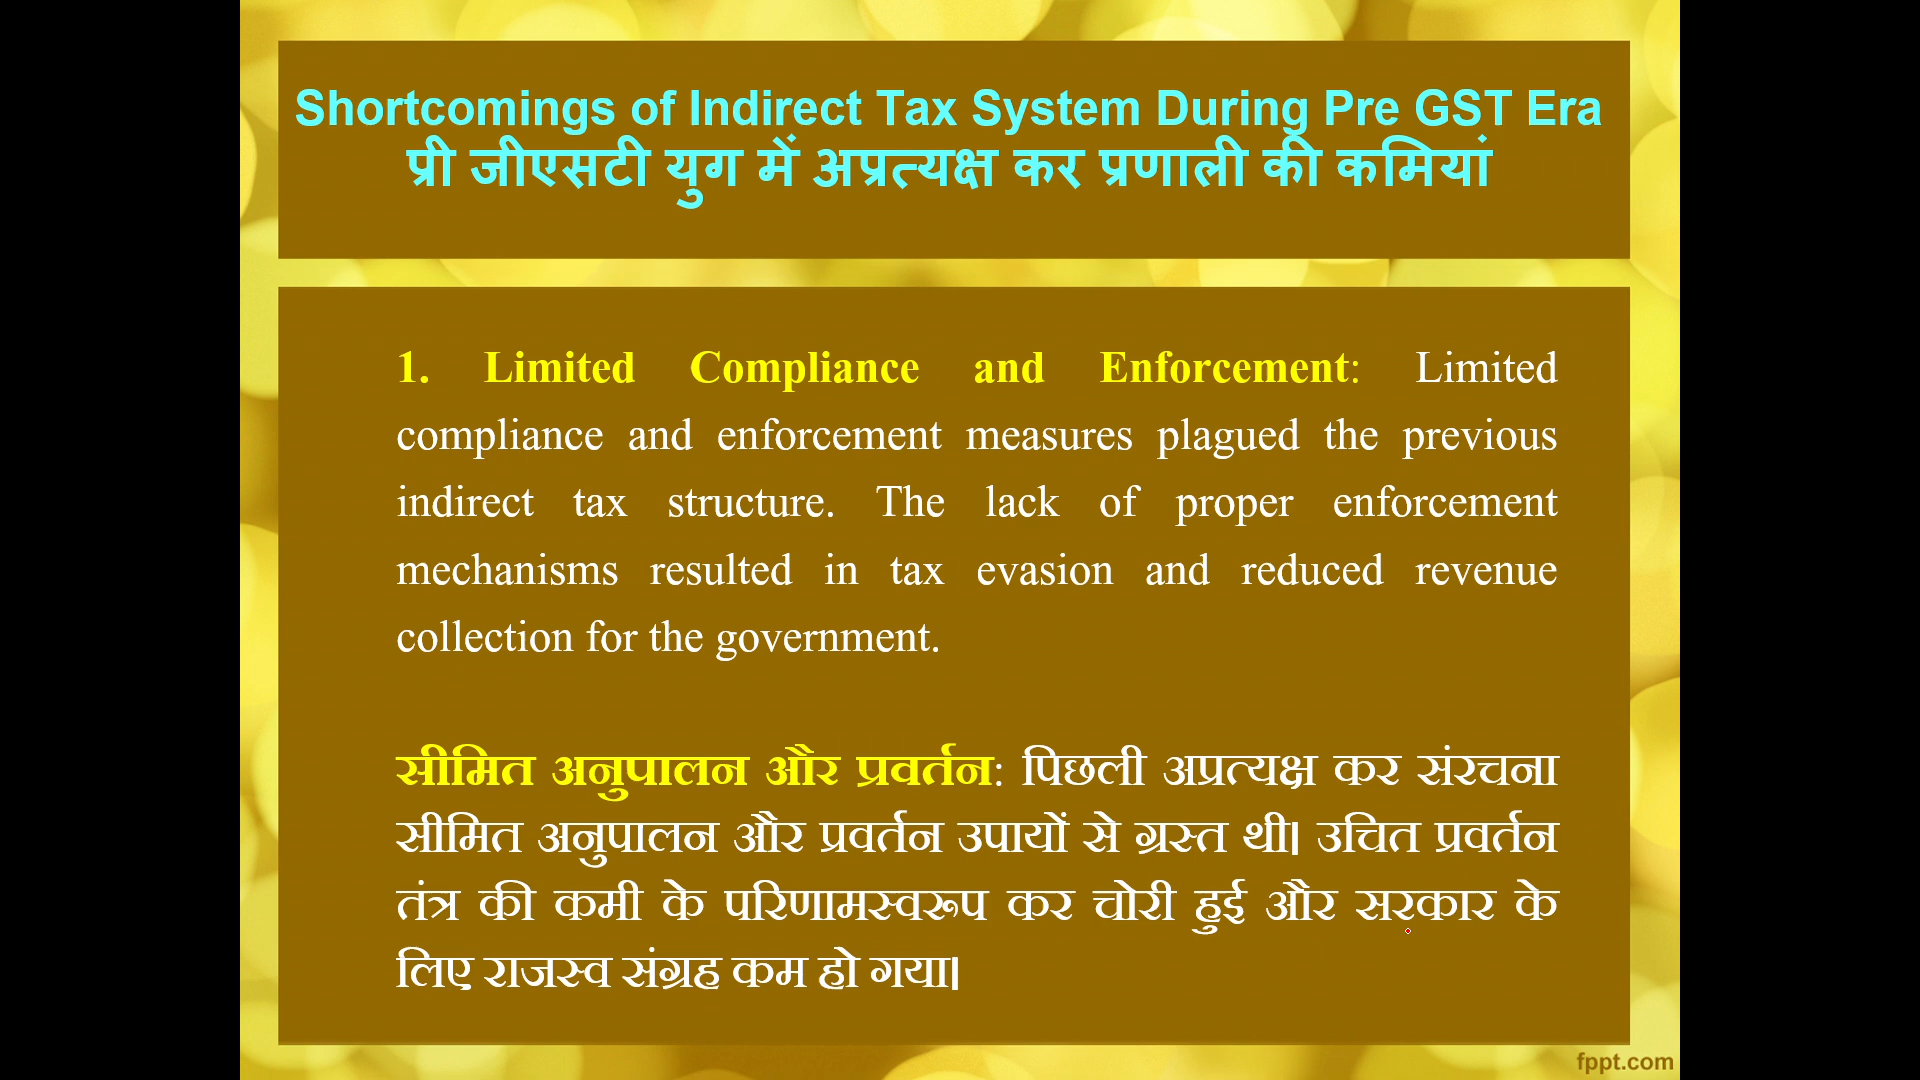 Shortcomings of Indirect Tax System During Pre GST Era
प्री जीएसटी युग में अप्रत्यक्ष कर प्रणाली की कमियां
1. Limited Compliance and Enforcement: Limited
compliance and enforcement measures plagued the previous
indirect tax structure. The lack of proper enforcement
mechanisms resulted in tax evasion and reduced revenue
collection for the government.
सीमित अनुपालन और प्रवर्तन: पिछली अप्रत्यक्ष कर संरचना
सीमित अनुपालन और प्रवर्तन उपायों से ग्रस्त थी। उचित प्रवर्तन
तंत्र की कमी के परिणामस्वरूप कर चोरी हुई और सरकार के
लिए राजस्व संग्रह कम हो गया।
fppt.com